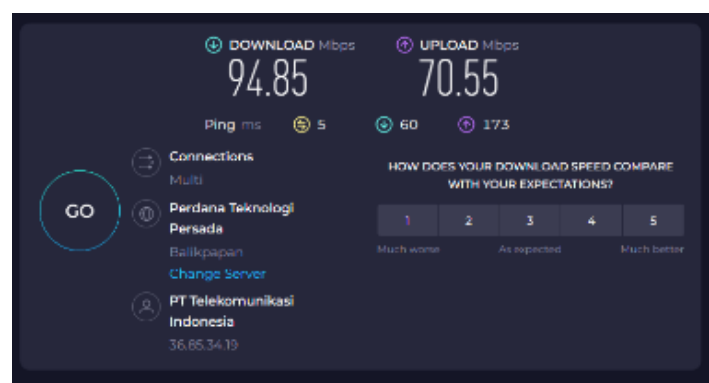 DOWNLOAD Mbps
UPLOAD Mbps
94.85
70.55
Ping ms
5
60
173
GO
Connections
Multi
Perdana Teknologi
Persada
Balikpapan
Change Server
PT Telekomunikasi
Indonesia
36.85.34.19
HOW DOES YOUR DOWNLOAD SPEED COMPARE
WITH YOUR EXPECTATIONS?
1 2 3 4 5
Much worse As expected Much better